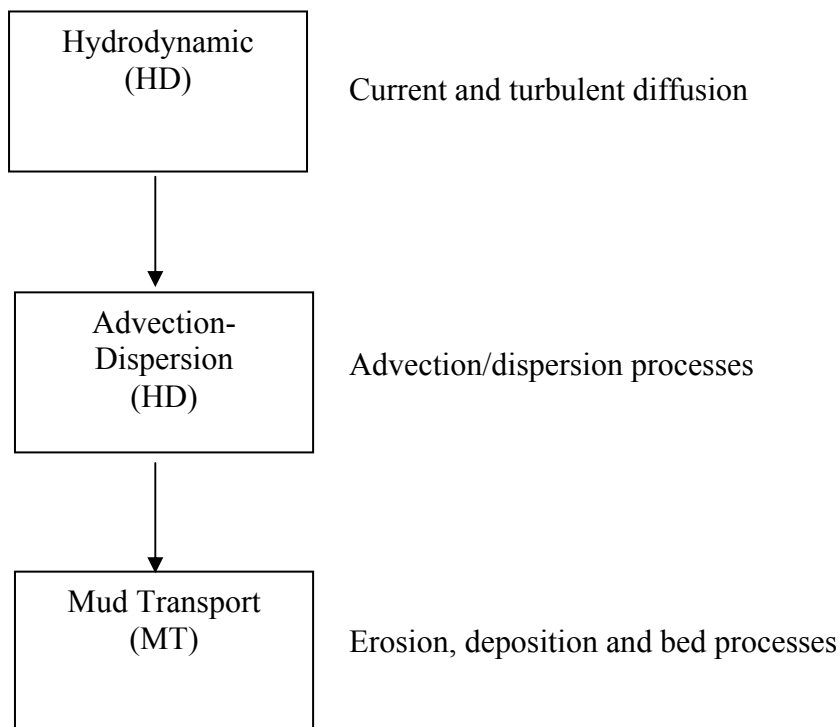 Hydrodynamic
(HD)
Current and turbulent diffusion
Advection-
Dispersion
(HD)
Advection/dispersion processes
Mud Transport
(MT)
Erosion, deposition and bed processes